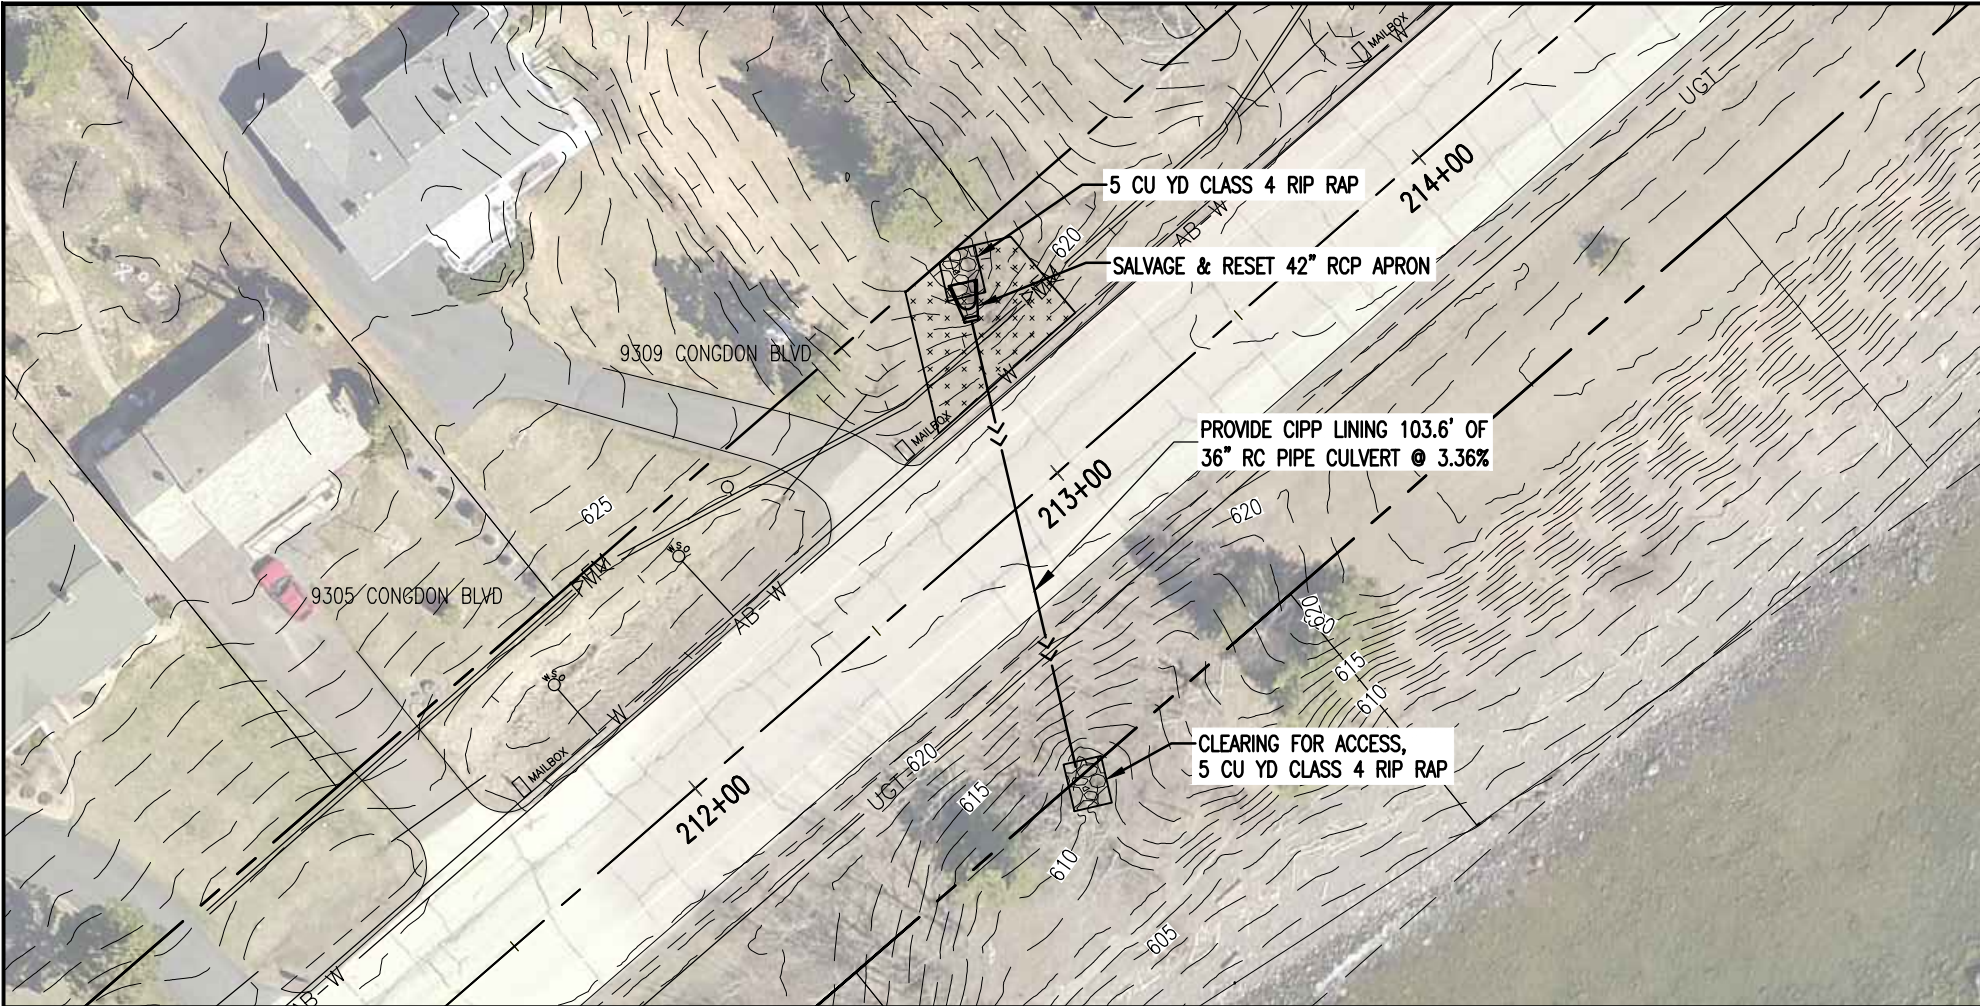 MAILBOX
W
UGT
214+00
5 CU YD CLASS 4 RIP RAP
AB-W
620
SALVAGE & RESET 42" RCP APRON
9309 CONGDON BLVD
W
MAILBOX
PROVIDE CIPP LINING 103.6' OF
36" RC PIPE CULVERT @ 3.36%
213+00
625
620
WSO
9305 CONGDON BLVD
AB-W
620
615
610
WSO
W
MAILBOX
CLEARING FOR ACCESS,
5 CU YD CLASS 4 RIP RAP
UGT
620
615
212+00
610
605
AB-W